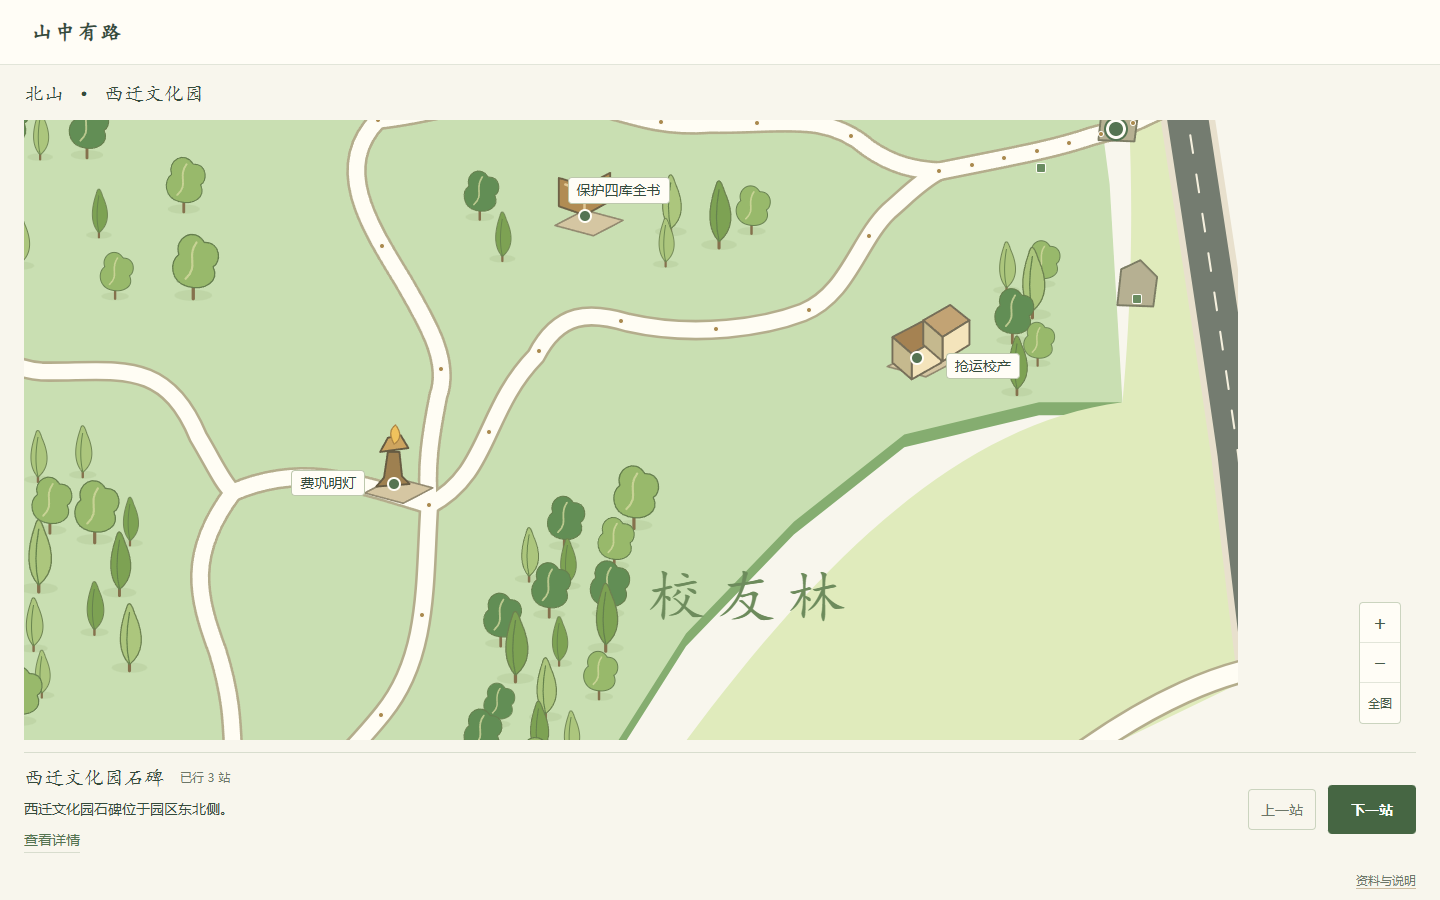 山中有路
北山 • 西迁文化园
保护四库全书
抢运校产
费巩明灯
校友林
+
−
全图
西迁文化园石碑 已行 3 站
西迁文化园石碑位于园区东北侧。
查看详情
上一站 下一站
资料与说明